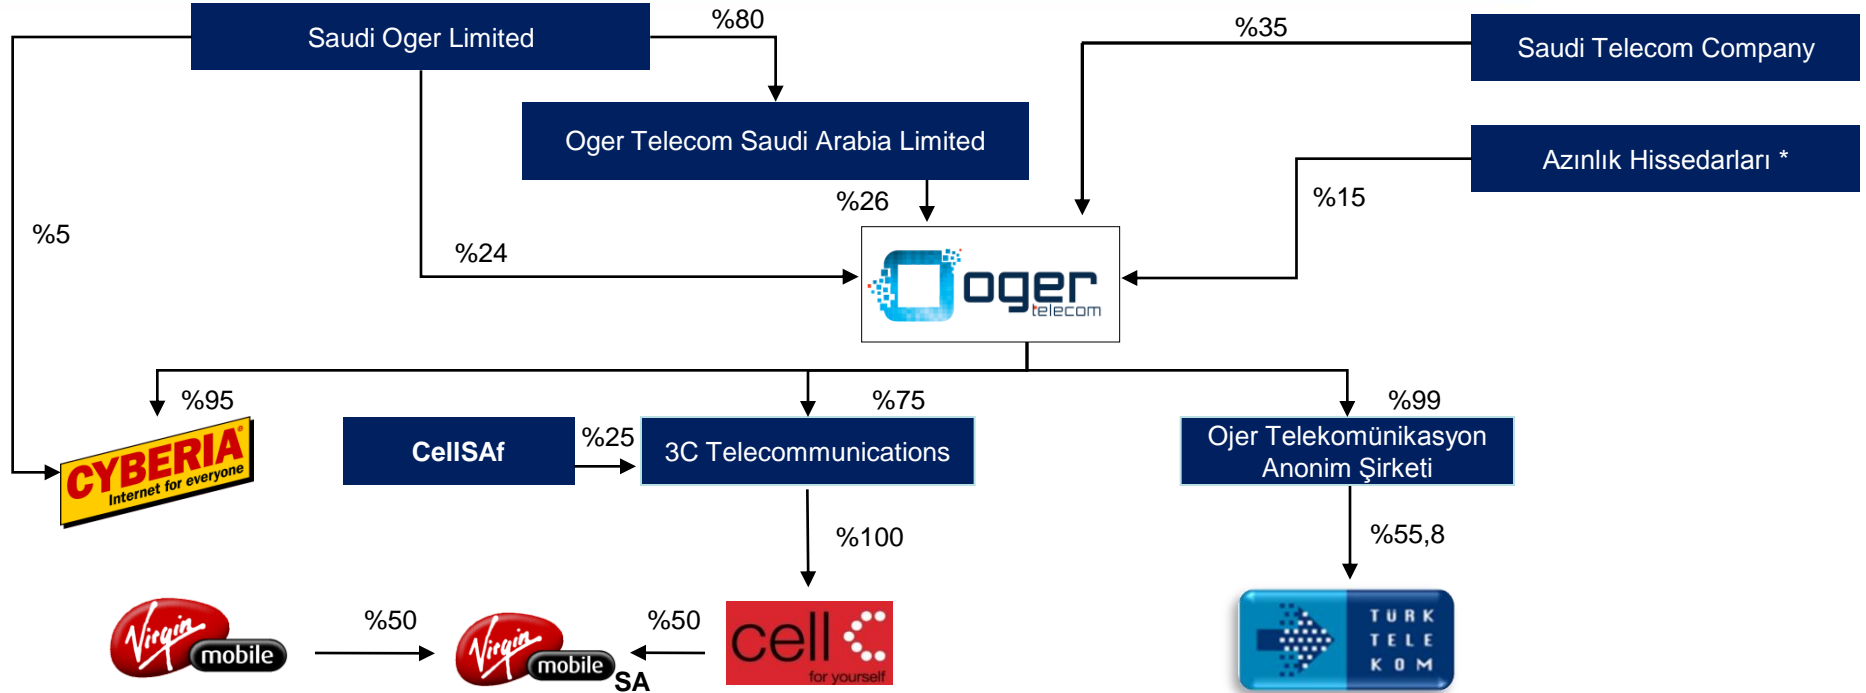 Saudi Oger Limited
%80
%35
Saudi Telecom Company
Oger Telecom Saudi Arabia Limited
Azınlık Hissedarları *
%26
%15
%5
%24
oger
telecom
%95
%75
%99
CYBERIA
Internet for everyone
CellSAf
%25
3C Telecommunications
Ojer Telekomünikasyon
Anonim Şirketi
%100
%55,8
Virgin
mobile
%50
Virgin
mobile
SA
%50
cell C
for yourself
TÜRK
TELE
KOM